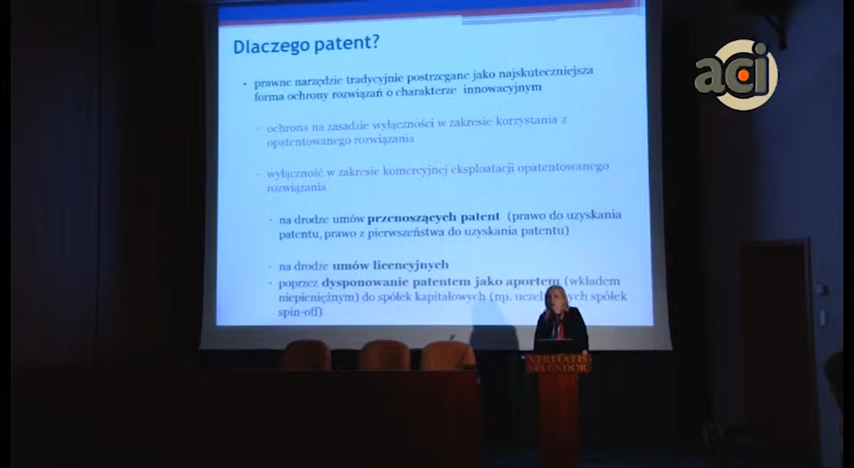 Dlaczego patent?
aci
prawne narzędzie tradycyjnie postrzegane jako najskuteczniejsza
forma ochrony rozwiązań o charakterze innowacyjnym
ochrona na zasadzie wyłączności w zakresie korzystania z
opatentowanego rozwiązania
wyłączność w zakresie komercyjnej eksploatacji opatentowanego
rozwiązania
na drodze umów przenoszących patent (prawo do uzyskania
patentu, prawo z pierwszeństwa do uzyskania patentu)
na drodze umów licencyjnych
poprzez dysponowanie patentem jako aportem (wkładem
niepieniężnym) do spółek kapitałowych (np. spółek
spin-off)
VERITATIS
SPLENDOR